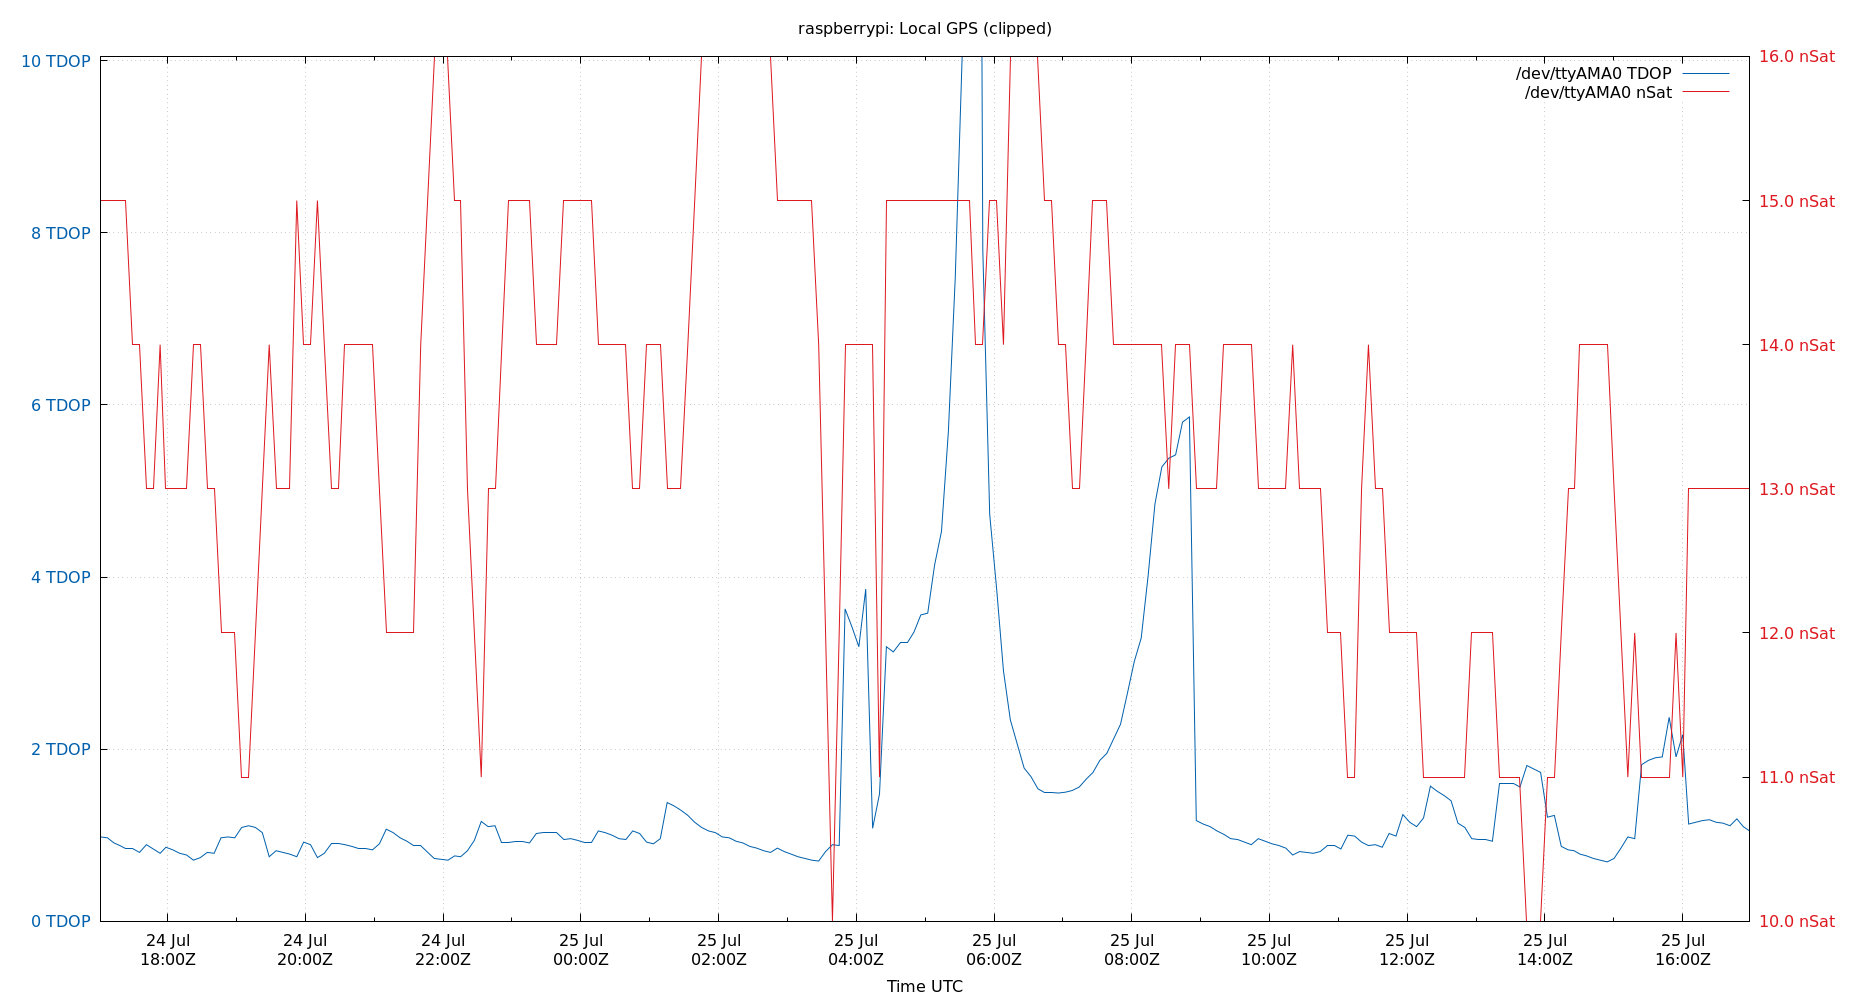 raspberrypi: Local GPS (clipped)
10 TDOP
8 TDOP
6 TDOP
4 TDOP
2 TDOP
0 TDOP
16.0 nSat
15.0 nSat
14.0 nSat
13.0 nSat
12.0 nSat
11.0 nSat
10.0 nSat
/dev/ttyAMA0 TDOP
/dev/ttyAMA0 nSat
24 Jul 24 Jul 24 Jul 25 Jul 25 Jul 25 Jul 25 Jul 25 Jul 25 Jul 25 Jul 25 Jul 25 Jul
18:00Z 20:00Z 22:00Z 00:00Z 02:00Z 04:00Z 06:00Z 08:00Z 10:00Z 12:00Z 14:00Z 16:00Z
Time UTC